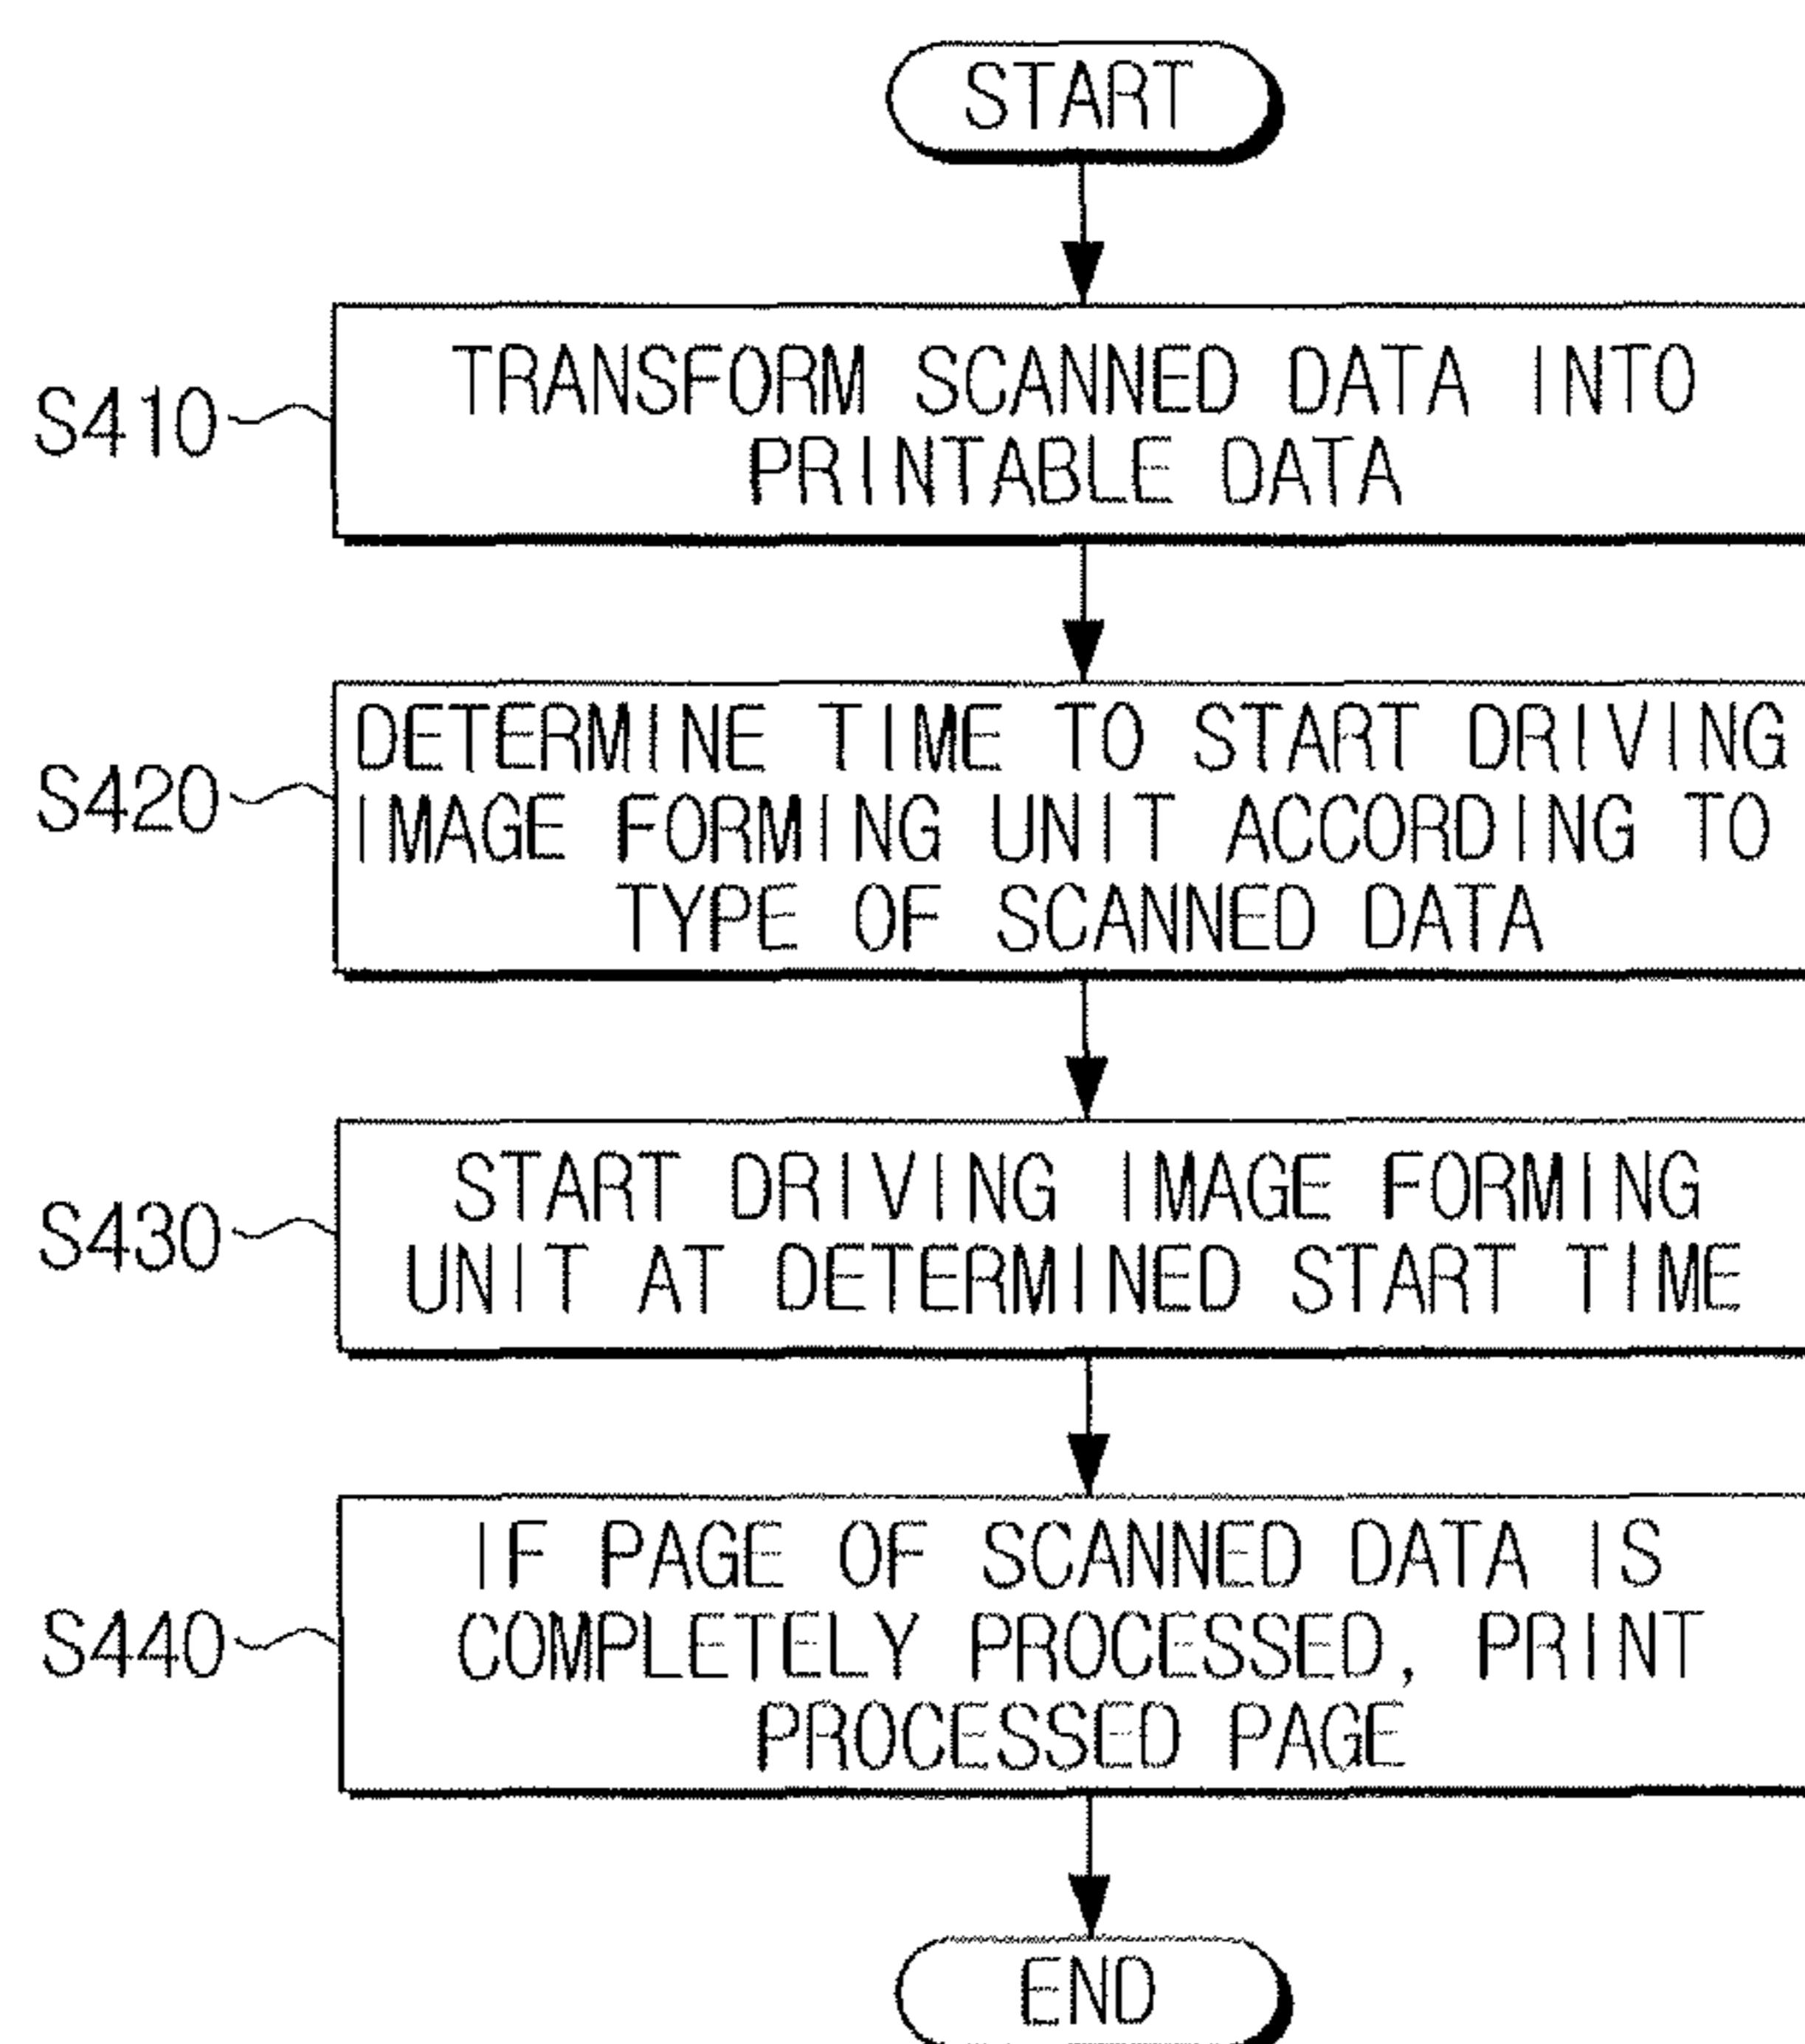 START
S410
TRANSFORM SCANNED DATA INTO
PRINTABLE DATA
S420
DETERMINE TIME TO START DRIVING
IMAGE FORMING UNIT ACCORDING TO
TYPE OF SCANNED DATA
S430
START DRIVING IMAGE FORMING
UNIT AT DETERMINED START TIME
S440
IF PAGE OF SCANNED DATA IS
COMPLETELY PROCESSED, PRINT
PROCESSED PAGE
END